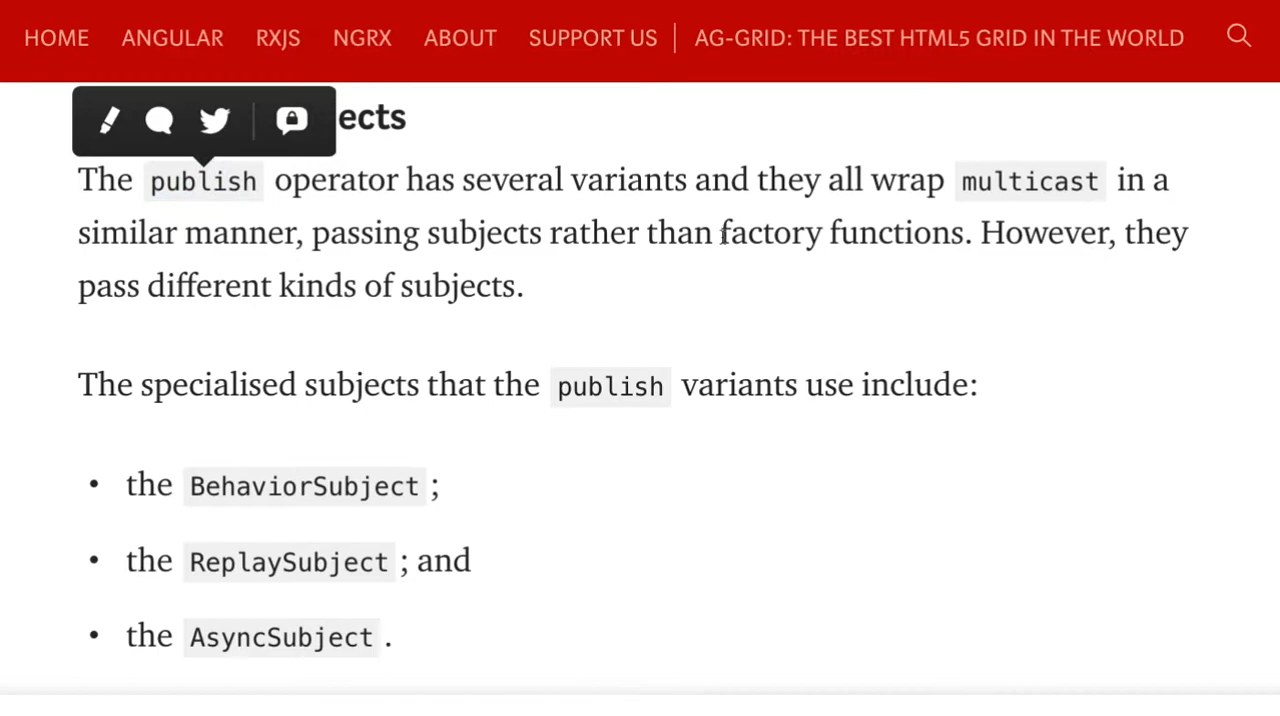 HOME ANGULAR RXJS NGRX ABOUT SUPPORT US AG-GRID: THE BEST HTML5 GRID IN THE WORLD
ects
The publish operator has several variants and they all wrap multicast in a
similar manner, passing subjects rather than factory functions. However, they
pass different kinds of subjects.
The specialised subjects that the publish variants use include:
• the BehaviorSubject ;
• the ReplaySubject ; and
• the AsyncSubject .